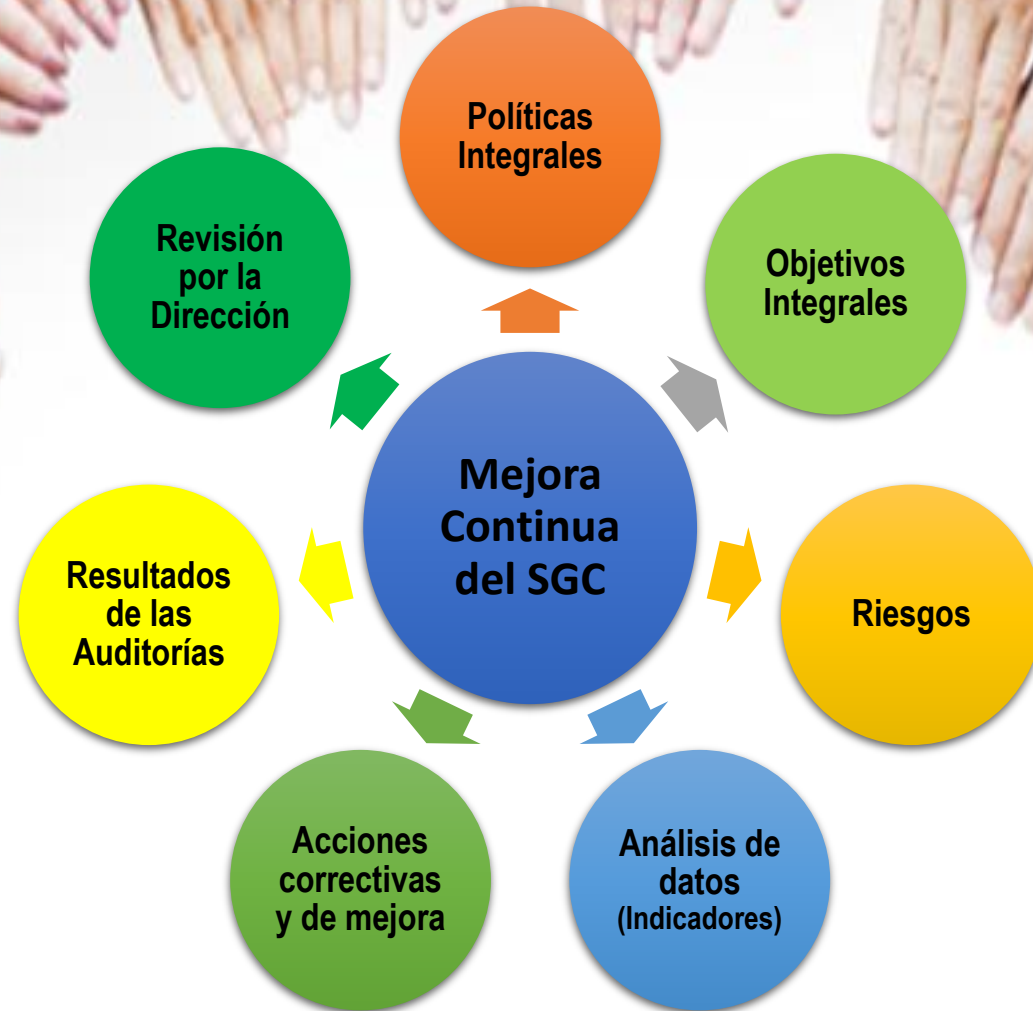 Políticas
Integrales
Objetivos
Integrales
Riesgos
Análisis de
datos
(Indicadores)
Acciones
correctivas
y de mejora
Resultados
de las
Auditorías
Revisión
por la
Dirección
Mejora
Continua
del SGC